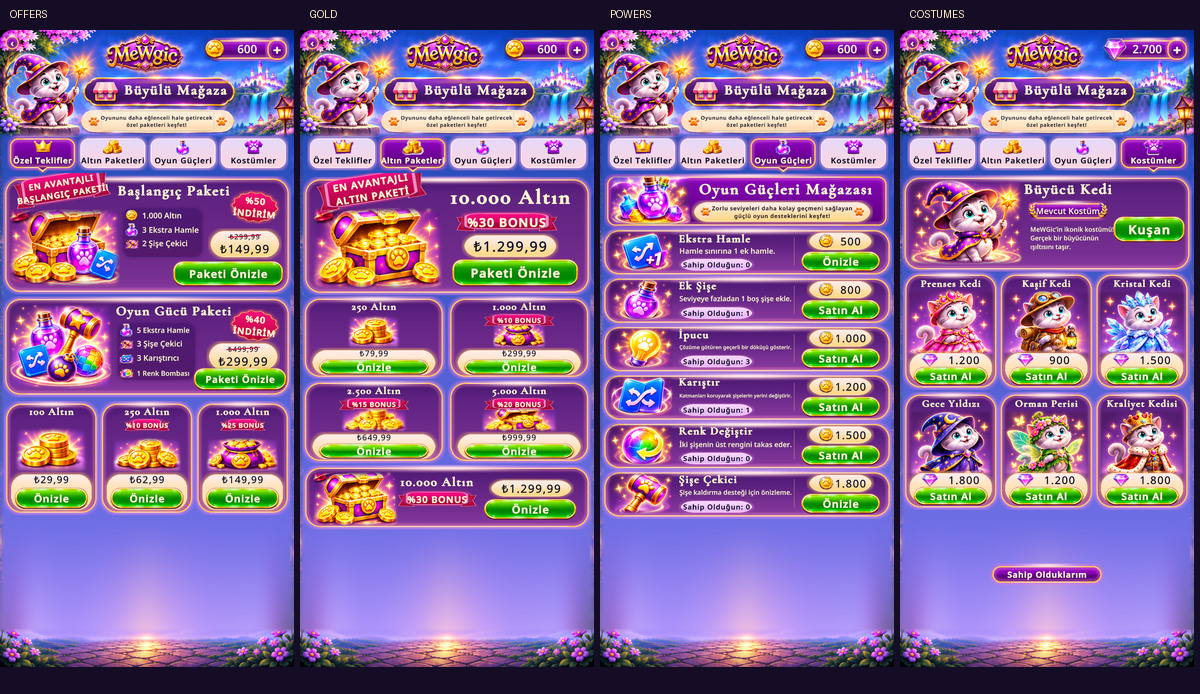 OFFERS
MeWgic
600
+
Büyülü Mağaza
Oyununu daha eğlenceli hale getirecek
özel paketleri keşfet!
Özel Teklifler
Altın Paketleri
Oyun Güçleri
Kostümler
EN AVANTAJLI
BAŞLANGIÇ PAKETİ!
Başlangıç Paketi
1.000 Altın
3 Ekstra Hamle
2 Şişe Çekici
%50
İNDİRİM
₺299,99
₺149,99
Paketi Önizle
Oyun Gücü Paketi
5 Ekstra Hamle
3 Şişe Çekici
3 Karıştırıcı
1 Renk Bombası
%40
İNDİRİM
₺499,99
₺299,99
Paketi Önizle
100 Altın
₺29,99
Önizle
250 Altın
%10 BONUS
₺62,99
Önizle
1.000 Altın
%25 BONUS
₺149,99
Önizle
GOLD
MeWgic
600
+
Büyülü Mağaza
Oyununu daha eğlenceli hale getirecek
özel paketleri keşfet!
Özel Teklifler
Altın Paketleri
Oyun Güçleri
Kostümler
EN AVANTAJLI
ALTIN PAKETİ!
10.000 Altın
%30 BONUS
₺1.299,99
Paketi Önizle
250 Altın
₺79,99
Önizle
1.000 Altın
%10 BONUS
₺299,99
Önizle
2.500 Altın
%15 BONUS
₺649,99
Önizle
5.000 Altın
%20 BONUS
₺999,99
Önizle
10.000 Altın
%30 BONUS
₺1.299,99
Önizle
POWERS
MeWgic
600
+
Büyülü Mağaza
Oyununu daha eğlenceli hale getirecek
özel paketleri keşfet!
Özel Teklifler
Altın Paketleri
Oyun Güçleri
Kostümler
Oyun Güçleri Mağazası
Zorlu seviyeleri daha kolay geçmeni sağlayan
güçlü oyun desteklerini keşfet!
+1
Ekstra Hamle
Hamle sınırına 1 ek hamle.
Sahip Olduğun: 0
500
Önizle
Ek Şişe
Seviyeye fazladan 1 boş şişe ekle.
Sahip Olduğun: 1
800
Satın Al
İpucu
Çözüme götüren geçerli bir döküşü gösterir.
Sahip Olduğun: 3
1.000
Satın Al
Karıştır
Katmanları koruyarak şişelerin yerini değiştirir.
Sahip Olduğun: 1
1.200
Satın Al
Renk Değiştir
İki şişenin üst rengini takas eder.
Sahip Olduğun: 0
1.500
Satın Al
Şişe Çekici
Şişe kaldırma desteği için önizleme.
Sahip Olduğun: 0
1.800
Önizle
COSTUMES
MeWgic
2.700
+
Büyülü Mağaza
Oyununu daha eğlenceli hale getirecek
özel paketleri keşfet!
Özel Teklifler
Altın Paketleri
Oyun Güçleri
Kostümler
Büyücü Kedi
Mevcut Kostüm
MeWGic'in ikonik kostümü!
Gerçek bir büyücünün
ışıltısını taşır.
Kuşan
Prenses Kedi
1.200
Satın Al
Kaşif Kedi
900
Satın Al
Kristal Kedi
1.500
Satın Al
Gece Yıldızı
1.800
Satın Al
Orman Perisi
1.200
Satın Al
Kraliyet Kedisi
1.800
Satın Al
Sahip Olduklarım